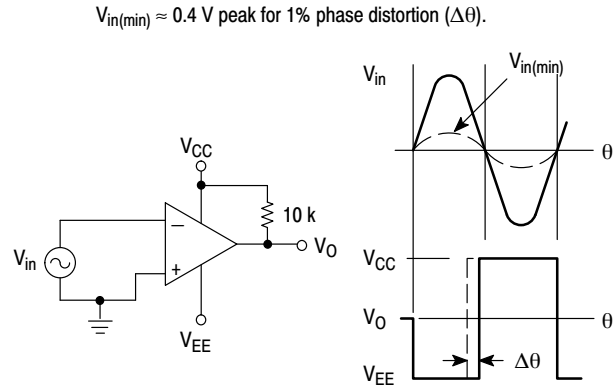 V_in(min) ≈ 0.4 V peak for 1% phase distortion (Δθ).
V_in
V_in(min)
θ
V_CC
10 k
−
+
V_in
V_O
V_EE
V_CC
V_O
θ
V_EE
Δθ